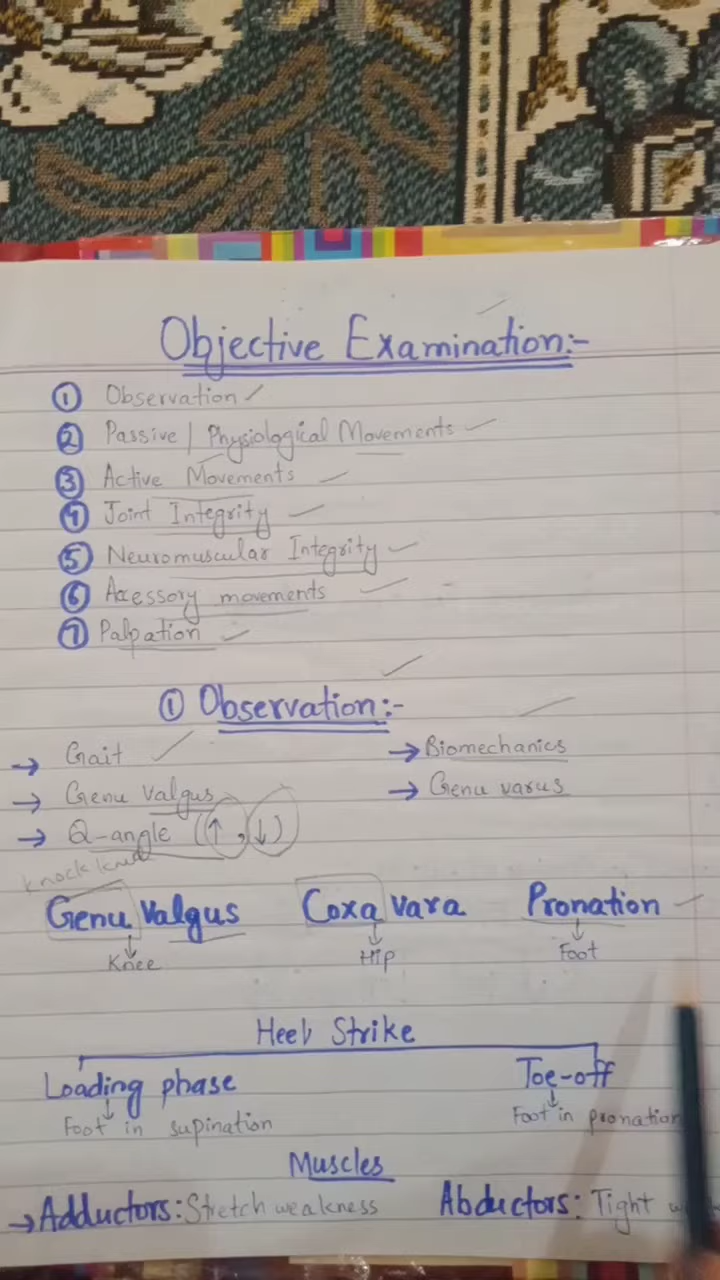 Objective Examination:-
① Observation
② Passive | Physiological Movements
③ Active Movements
④ Joint Integrity
⑤ Neuromuscular Integrity
⑥ Accessory movements
⑦ Palpation
① Observation:-
→ Gait → Biomechanics
→ Genu valgus → Genu varus
→ Q-angle (↑, ↓)
knock knee
Genu Valgus Coxa vara Pronation
↓ Knee ↓ Hip ↓ Foot
Heel Strike
Loading phase Toe-off
↓ Foot in supination ↓ Foot in pronation
Muscles
→ Adductors: Stretch weakness Abductors: Tight